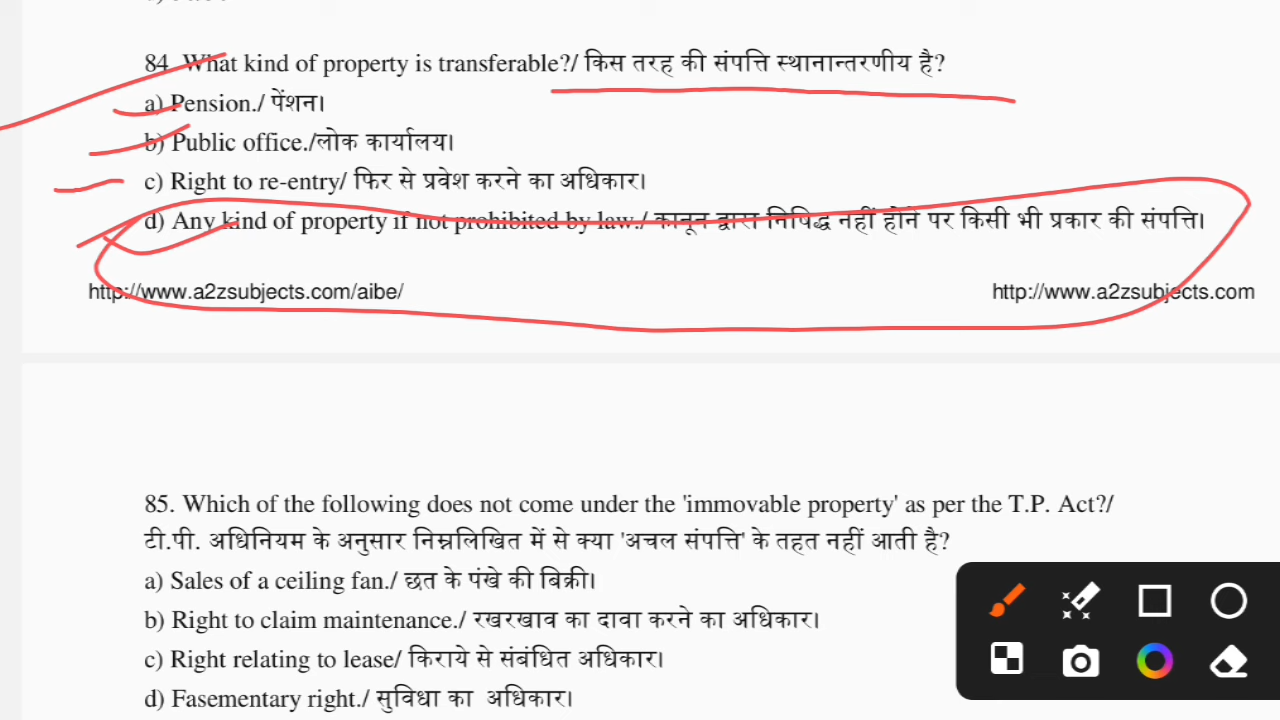 84. What kind of property is transferable?/ किस तरह की संपत्ति स्थानान्तरणीय है?
a) Pension./ पेंशन।
b) Public office./लोक कार्यालय।
c) Right to re-entry/ फिर से प्रवेश करने का अधिकार।
d) Any kind of property if not prohibited by law./ कानून द्वारा निषिद्ध नहीं होने पर किसी भी प्रकार की संपत्ति।
http://www.a2zsubjects.com/aibe/ http://www.a2zsubjects.com
85. Which of the following does not come under the 'immovable property' as per the T.P. Act?/
टी.पी. अधिनियम के अनुसार निम्नलिखित में से क्या 'अचल संपत्ति' के तहत नहीं आती है?
a) Sales of a ceiling fan./ छत के पंखे की बिक्री।
b) Right to claim maintenance./ रखरखाव का दावा करने का अधिकार।
c) Right relating to lease/ किराये से संबंधित अधिकार।
d) Fasementary right./ सुविधा का अधिकार।